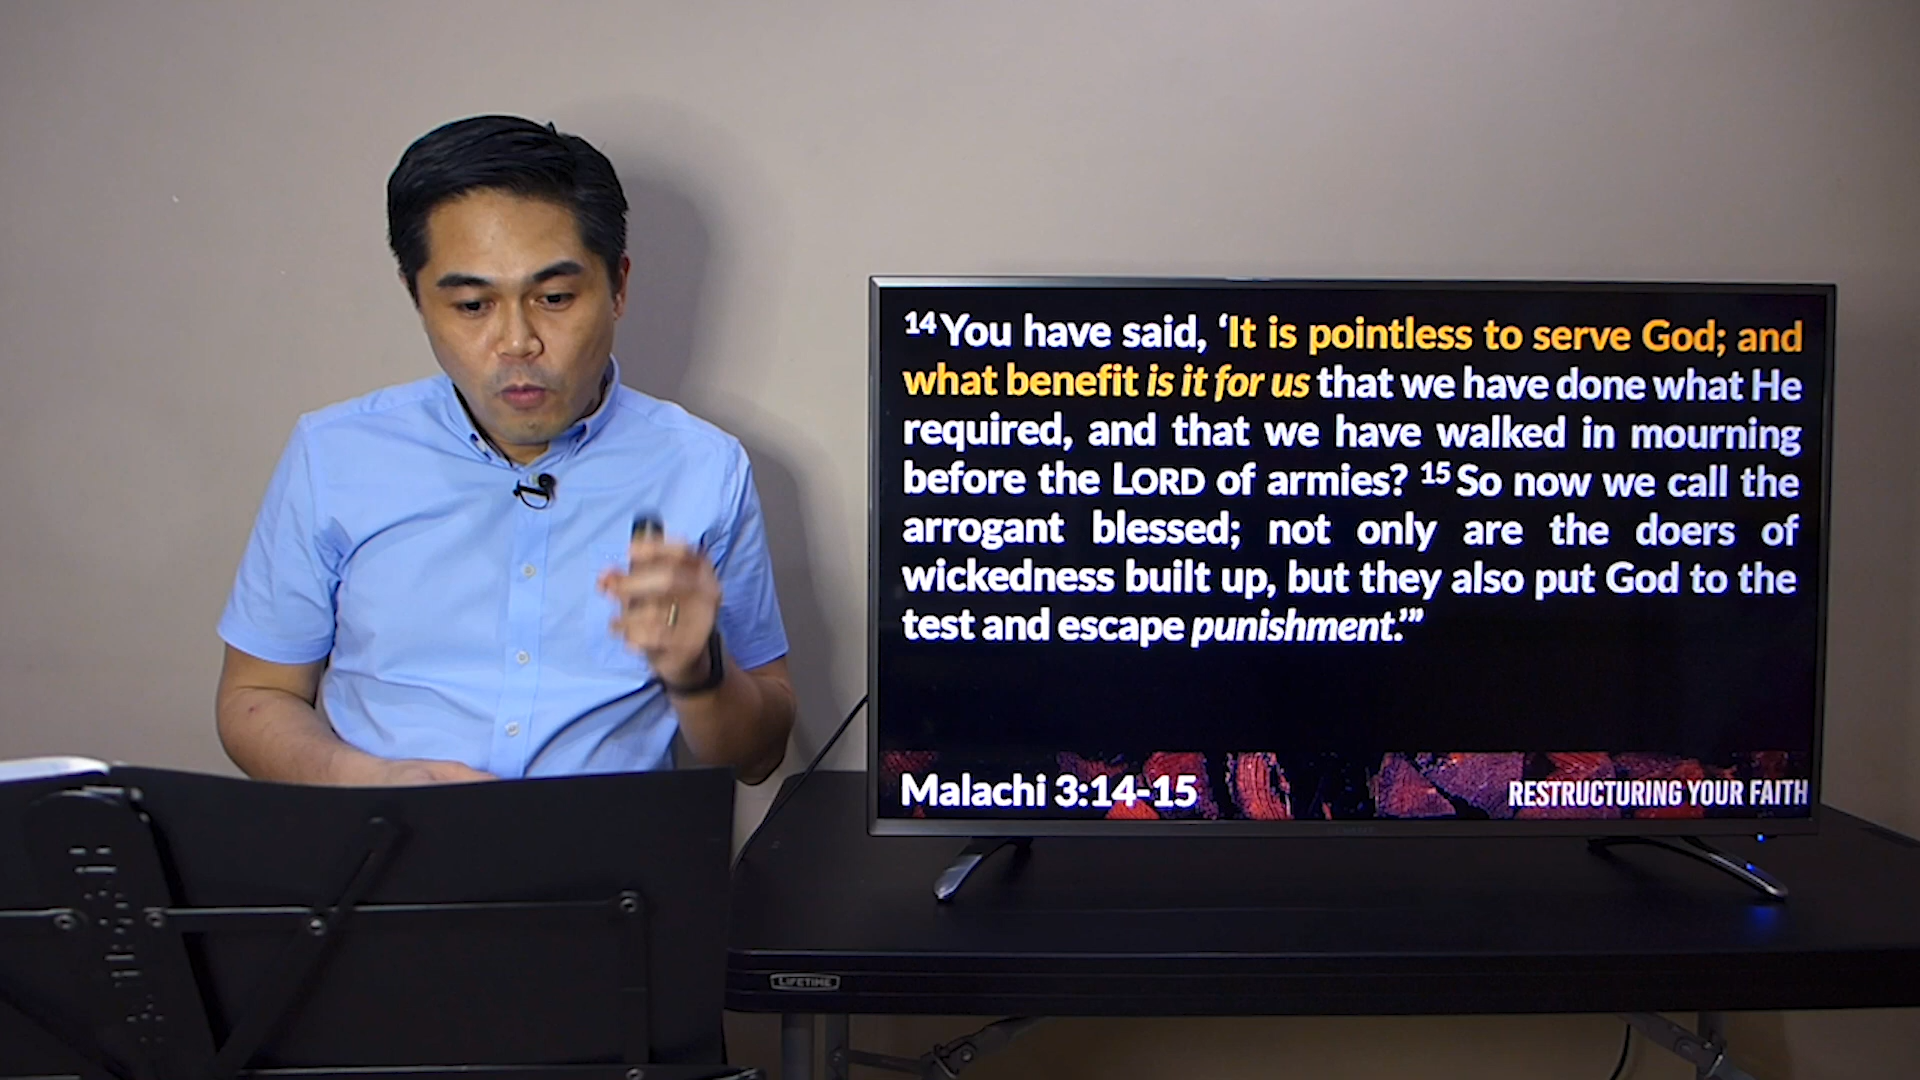 14 You have said, ‘It is pointless to serve God; and
what benefit is it for us that we have done what He
required, and that we have walked in mourning
before the LORD of armies? 15 So now we call the
arrogant blessed; not only are the doers of
wickedness built up, but they also put God to the
test and escape punishment.’”
Malachi 3:14-15
RESTRUCTURING YOUR FAITH
LIFETIME